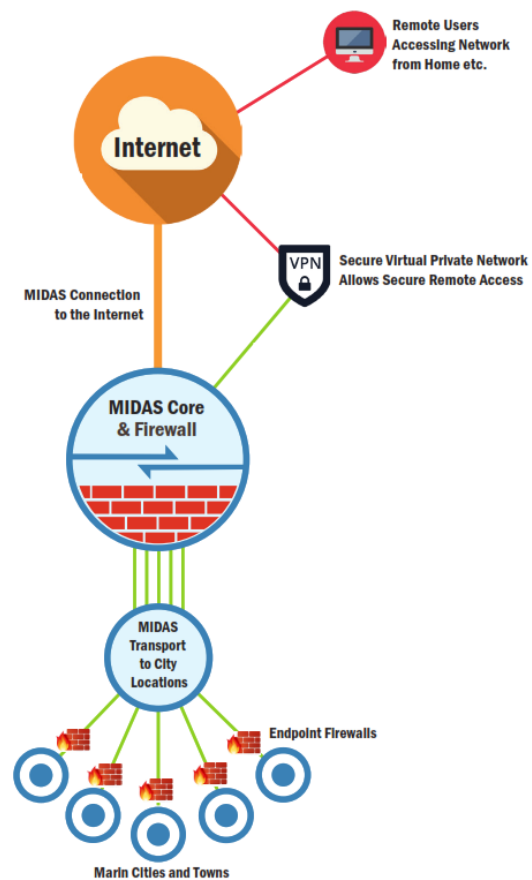 Remote Users
Accessing Network
from Home etc.
Internet
VPN
Secure Virtual Private Network
Allows Secure Remote Access
MIDAS Connection
to the Internet
MIDAS Core
& Firewall
MIDAS
Transport
to City
Locations
Endpoint Firewalls
Marin Cities and Towns